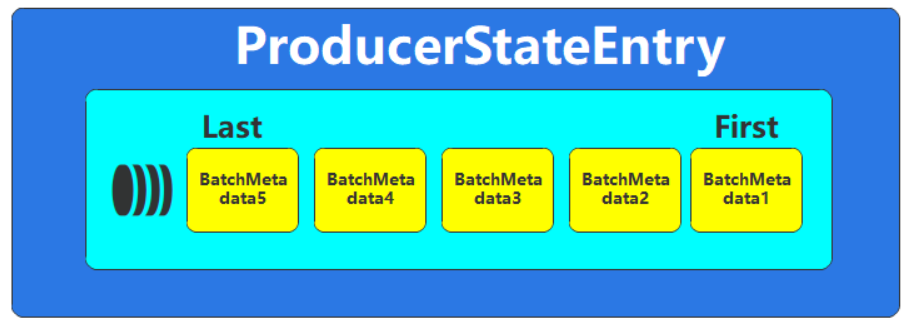 ProducerStateEntry
Last First
BatchMeta BatchMeta BatchMeta BatchMeta BatchMeta
data5 data4 data3 data2 data1